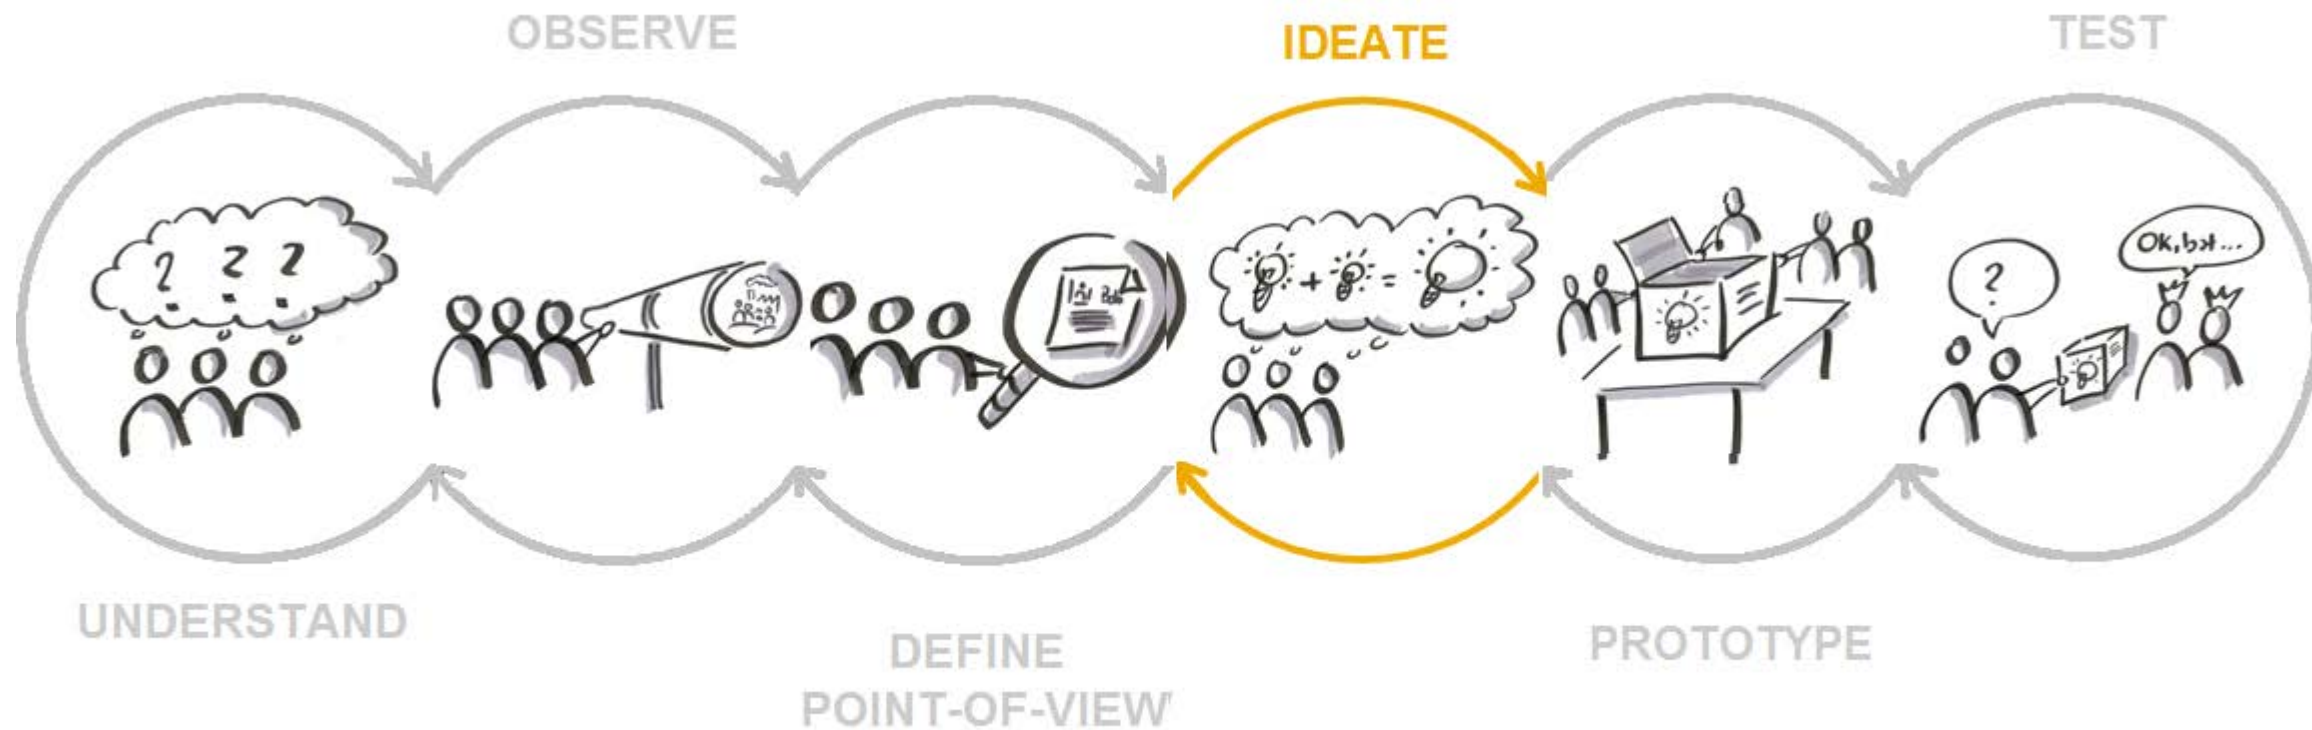 OBSERVE
IDEATE
TEST
? ? ?
+ =
?
Ok, but...
UNDERSTAND
DEFINE
POINT-OF-VIEW
PROTOTYPE